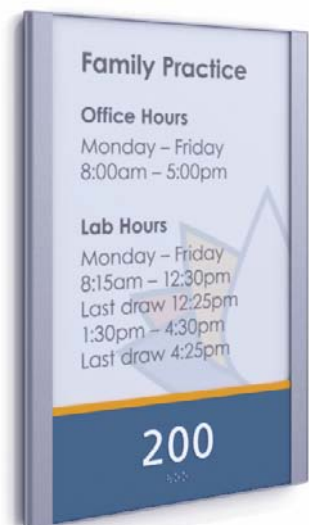 Family Practice
Office Hours
Monday – Friday
8:00am – 5:00pm
Lab Hours
Monday – Friday
8:15am – 12:30pm
Last draw 12:25pm
1:30pm – 4:30pm
Last draw 4:25pm
200